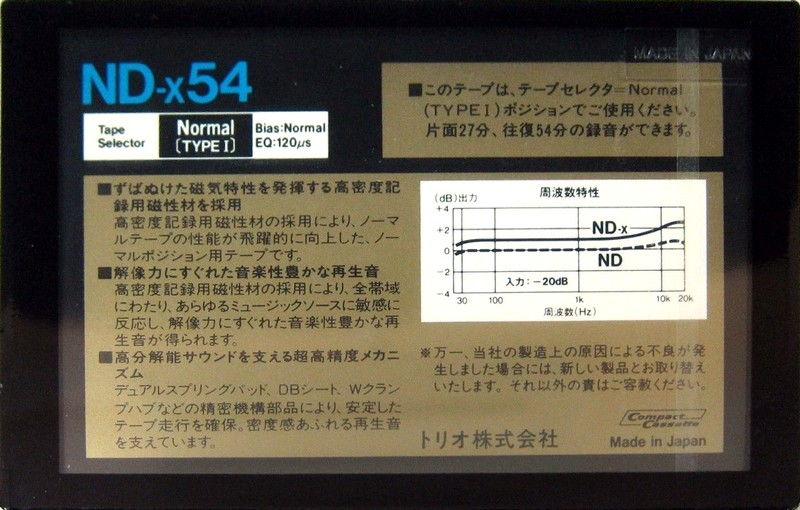 MADE IN JAPAN
ND-x54
Tape Selector
Normal
(TYPE I)
Bias:Normal
EQ:120μs
■このテープは、テープセレクタ=Normal
(TYPE I)ポジションでご使用ください。
片面27分、往復54分の録音ができます。
■ずばぬけた磁気特性を発揮する高密度記
録用磁性材を採用
高密度記録用磁性材の採用により、ノーマ
ルテープの性能が飛躍的に向上した、ノー
マルポジション用テープです。
■解像力にすぐれた音楽性豊かな再生音
高密度記録用磁性材の採用により、全帯域
にわたり、あらゆるミュージックソースに敏感に
反応し、解像力にすぐれた音楽性豊かな再
生音が得られます。
■高分解能サウンドを支える超高精度メカニ
ズム
デュアルスプリングパッド、DBシート、Wクラン
プハブなどの精密機構部品により、安定した
テープ走行を確保。密度感あふれる再生音
を支えています。
周波数特性
(dB)出力
+4
+2
0
-2
-4
ND-x
ND
入力:-20dB
30 100 1k 10k 20k
周波数(Hz)
※万一、当社の製造上の原因による不良が発
生しました場合には、新しい製品とお取り替え
いたします。それ以外の責はご容赦ください。
Compact
Cassette
トリオ株式会社
Made in Japan